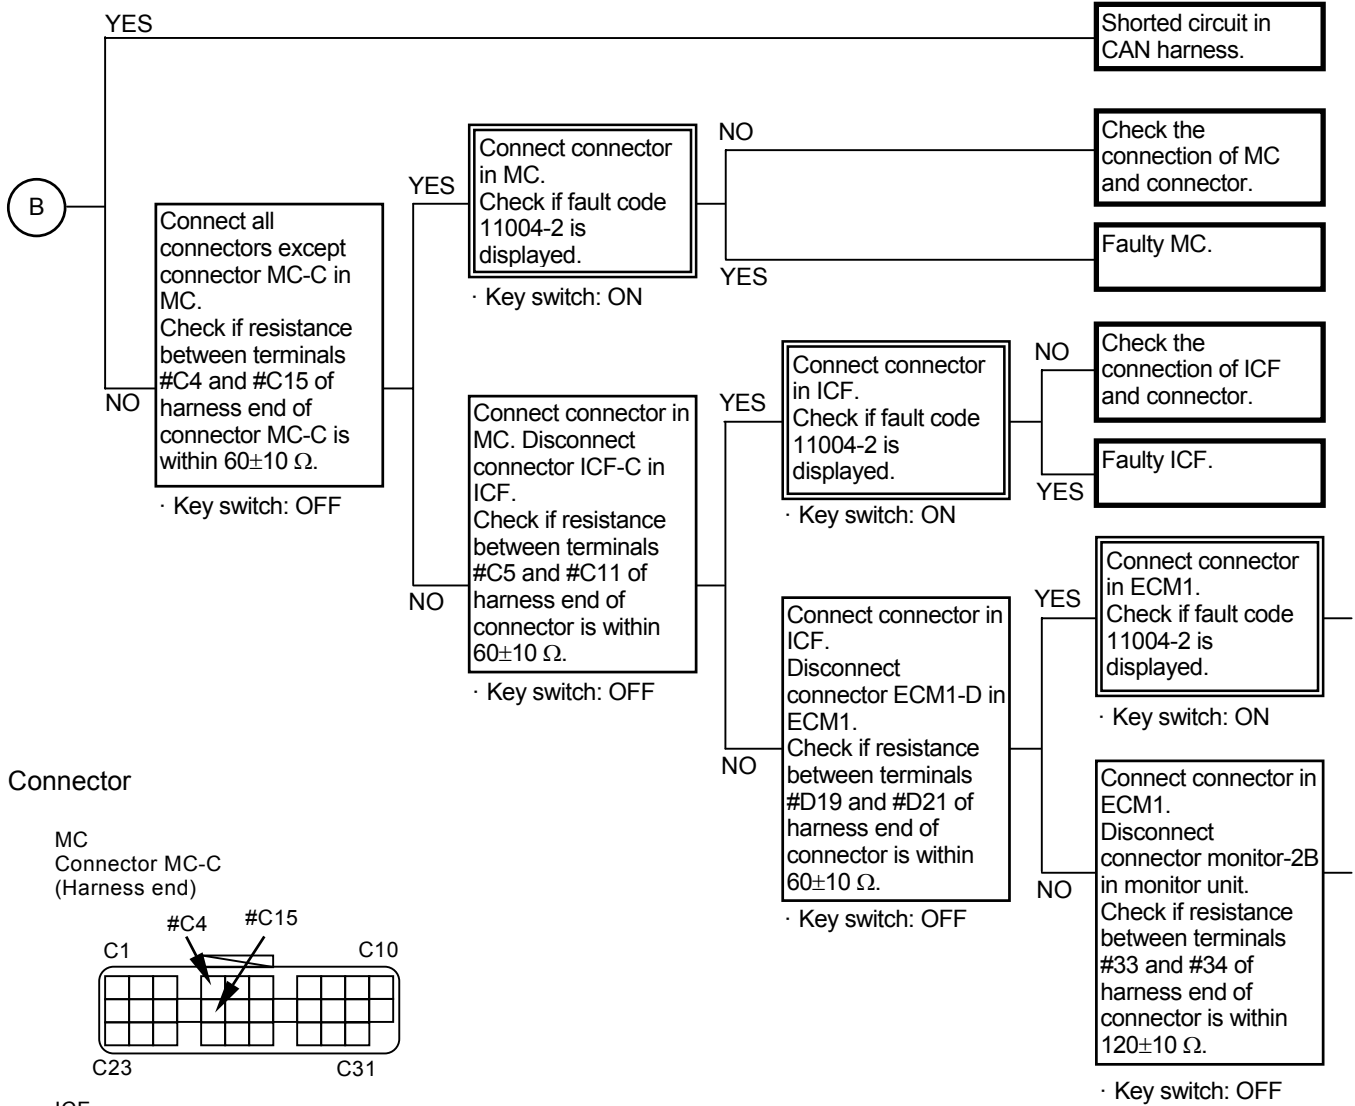 YES
Shorted circuit in
CAN harness.
B
NO
Connect all
connectors except
connector MC-C in
MC.
Check if resistance
between terminals
#C4 and #C15 of
harness end of
connector MC-C is
within 60±10 Ω.
· Key switch: OFF
YES
Connect connector
in MC.
Check if fault code
11004-2 is
displayed.
· Key switch: ON
NO
Check the
connection of MC
and connector.
YES
Faulty MC.
NO
Connect connector in
MC. Disconnect
connector ICF-C in
ICF.
Check if resistance
between terminals
#C5 and #C11 of
harness end of
connector is within
60±10 Ω.
· Key switch: OFF
YES
Connect connector
in ICF.
Check if fault code
11004-2 is
displayed.
· Key switch: ON
NO
Check the
connection of ICF
and connector.
YES
Faulty ICF.
NO
Connect connector in
ICF.
Disconnect
connector ECM1-D in
ECM1.
Check if resistance
between terminals
#D19 and #D21 of
harness end of
connector is within
60±10 Ω.
· Key switch: OFF
YES
Connect connector
in ECM1.
Check if fault code
11004-2 is
displayed.
· Key switch: ON
NO
Connect connector in
ECM1.
Disconnect
connector monitor-2B
in monitor unit.
Check if resistance
between terminals
#33 and #34 of
harness end of
connector is within
120±10 Ω.
· Key switch: OFF
Connector
MC
Connector MC-C
(Harness end)
#C4 #C15
C1 C10
C23 C31